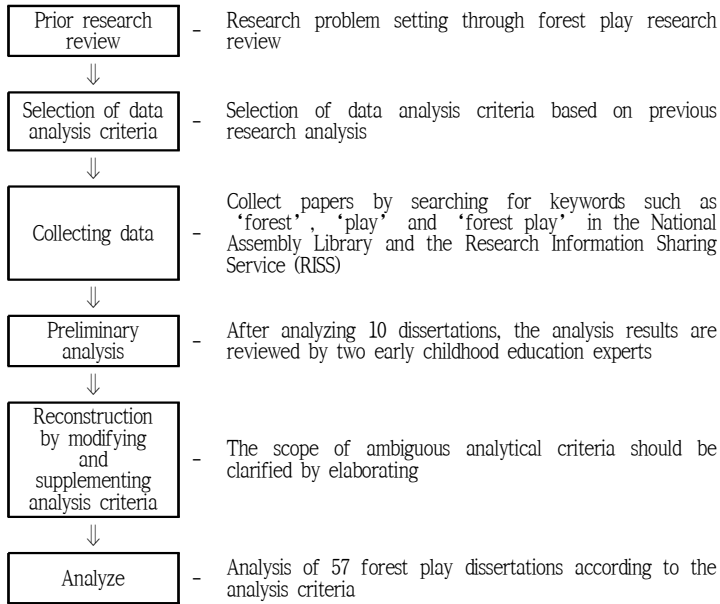 Prior research
review
-
Research problem setting through forest play research
review
⇓
Selection of data
analysis criteria
-
Selection of data analysis criteria based on previous
research analysis
⇓
Collecting data
-
Collect papers by searching for keywords such as
‘forest’, ‘play’ and ‘forest play’ in the National
Assembly Library and the Research Information Sharing
Service (RISS)
⇓
Preliminary
analysis
-
After analyzing 10 dissertations, the analysis results are
reviewed by two early childhood education experts
⇓
Reconstruction
by modifying
and
supplementing
analysis criteria
-
The scope of ambiguous analytical criteria should be
clarified by elaborating
⇓
Analyze
-
Analysis of 57 forest play dissertations according to the
analysis criteria